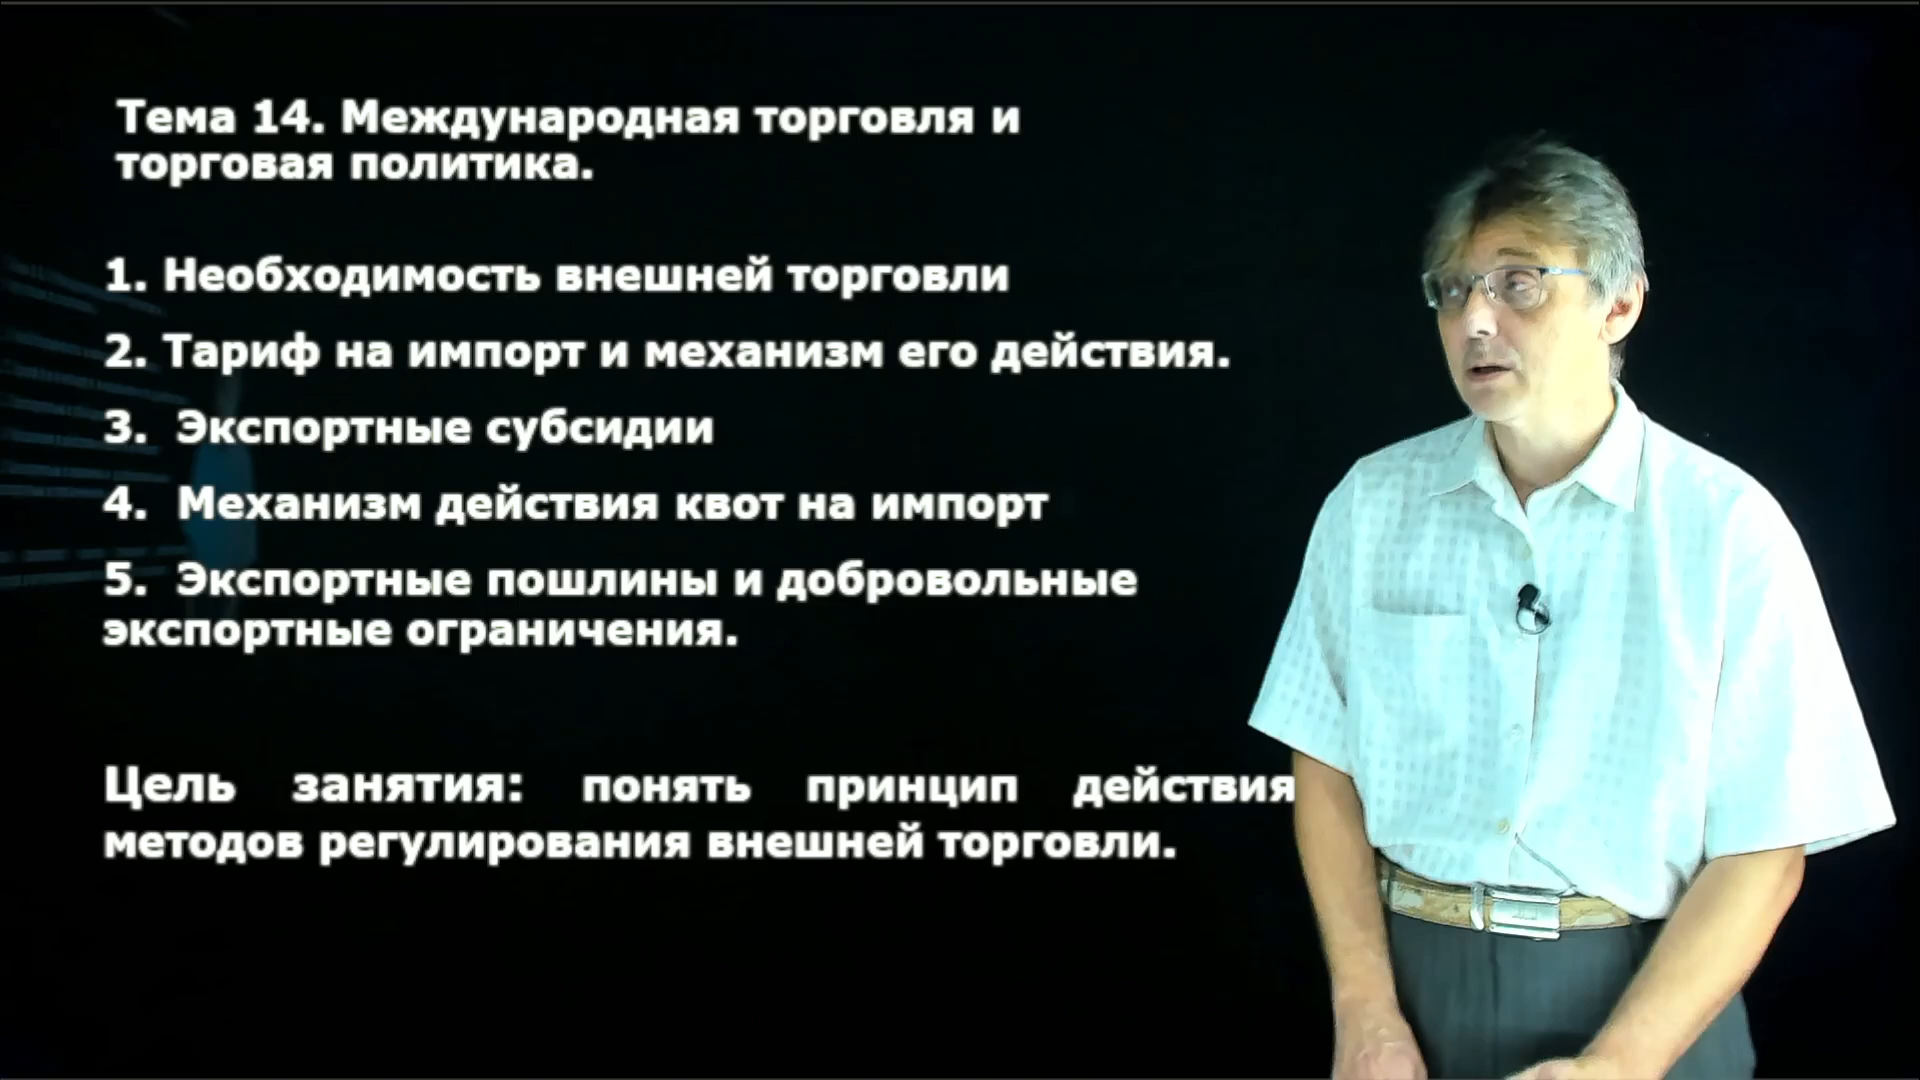 Тема 14. Международная торговля и
торговая политика.
1. Необходимость внешней торговли
2. Тариф на импорт и механизм его действия.
3. Экспортные субсидии
4. Механизм действия квот на импорт
5. Экспортные пошлины и добровольные
экспортные ограничения.
Цель занятия: понять принцип действия
методов регулирования внешней торговли.